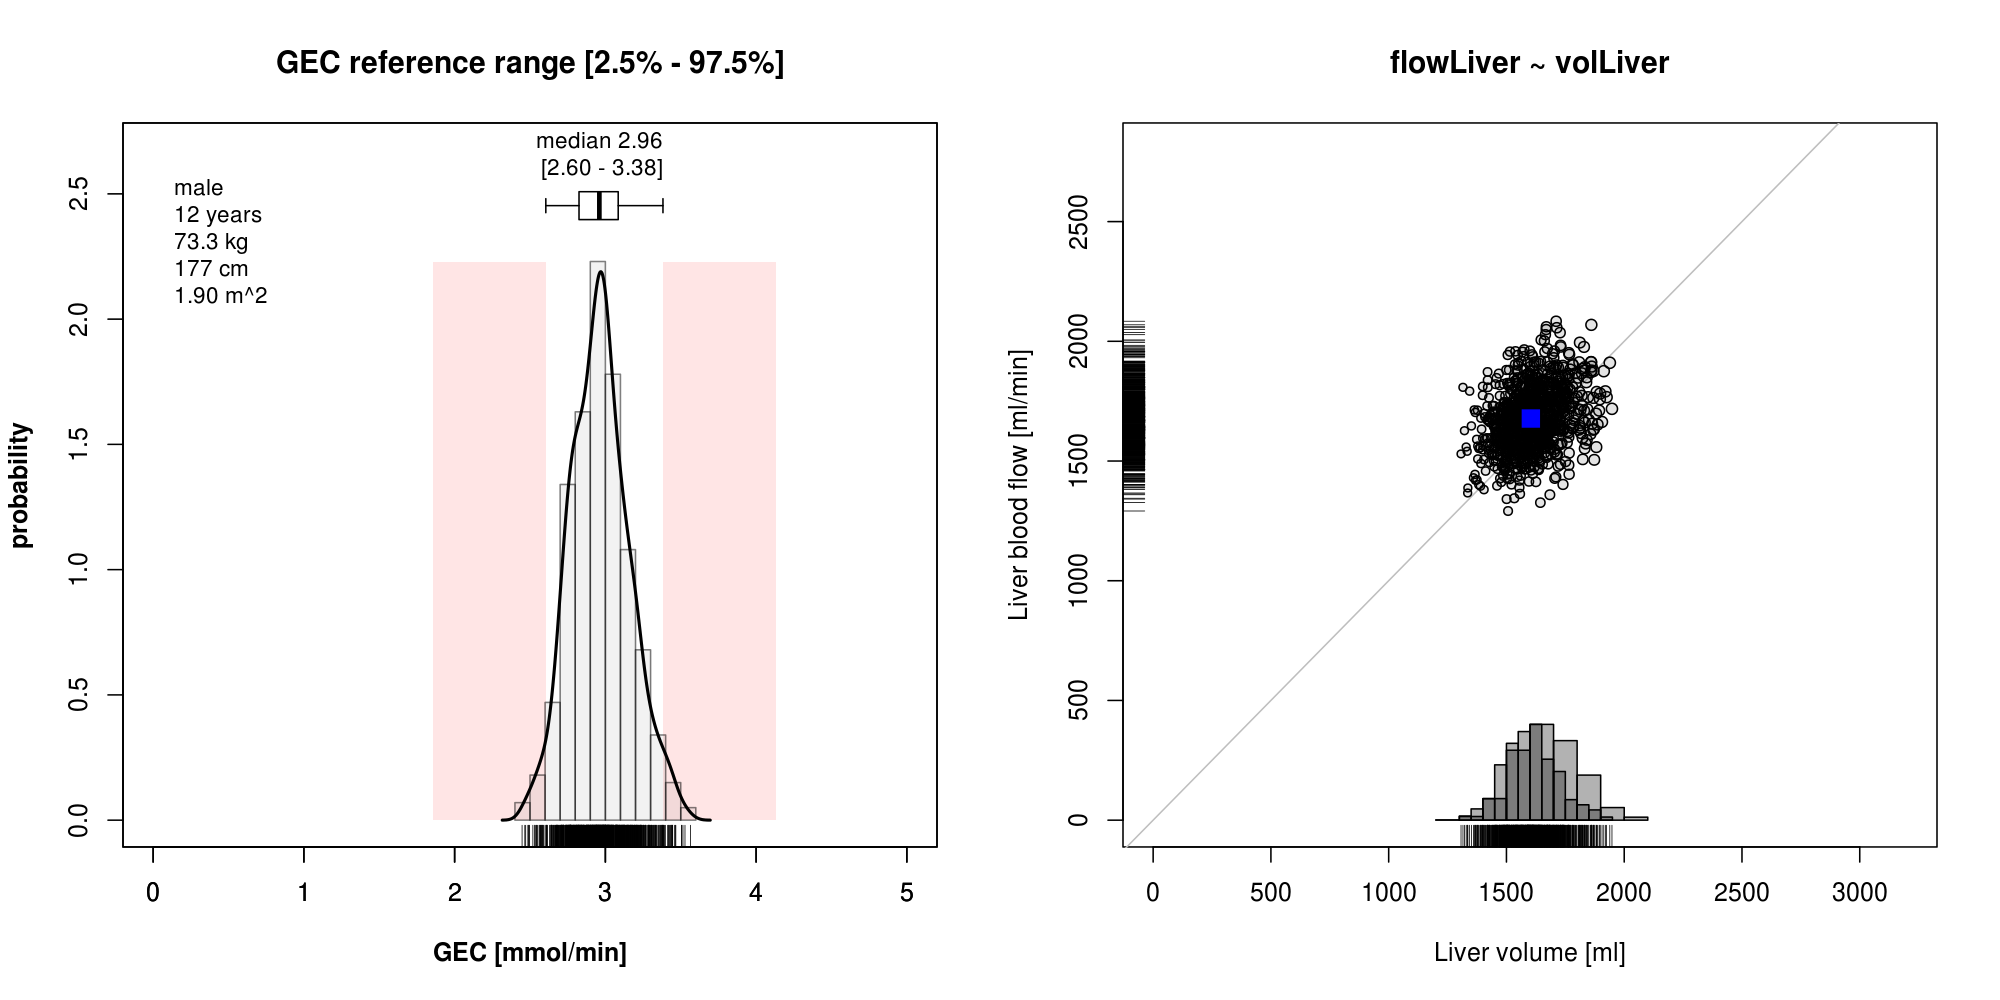 GEC reference range [2.5% - 97.5%]
median 2.96
[2.60 - 3.38]
male
12 years
73.3 kg
177 cm
1.90 m^2
probability
0.0
0.5
1.0
1.5
2.0
2.5
0 1 2 3 4 5
GEC [mmol/min]
flowLiver ~ volLiver
Liver blood flow [ml/min]
0
500
1000
1500
2000
2500
0 500 1000 1500 2000 2500 3000
Liver volume [ml]